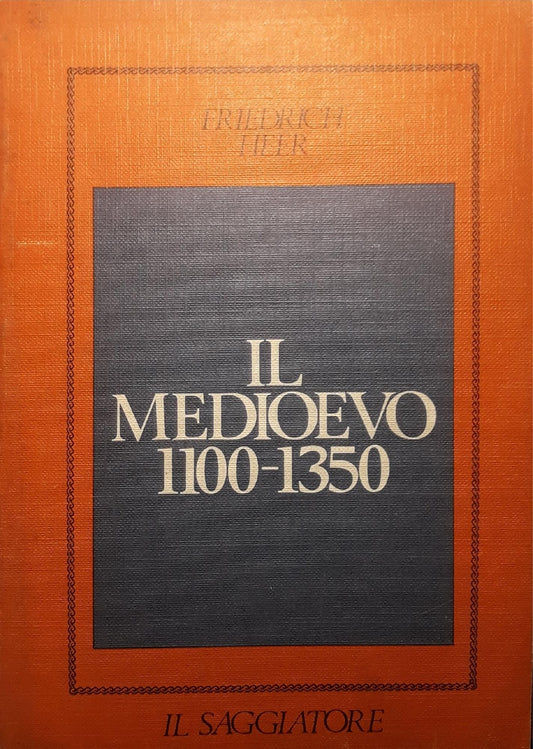 FRIEDRICH
HEER
IL
MEDIOEVO
1100-1350
IL SAGGIATORE